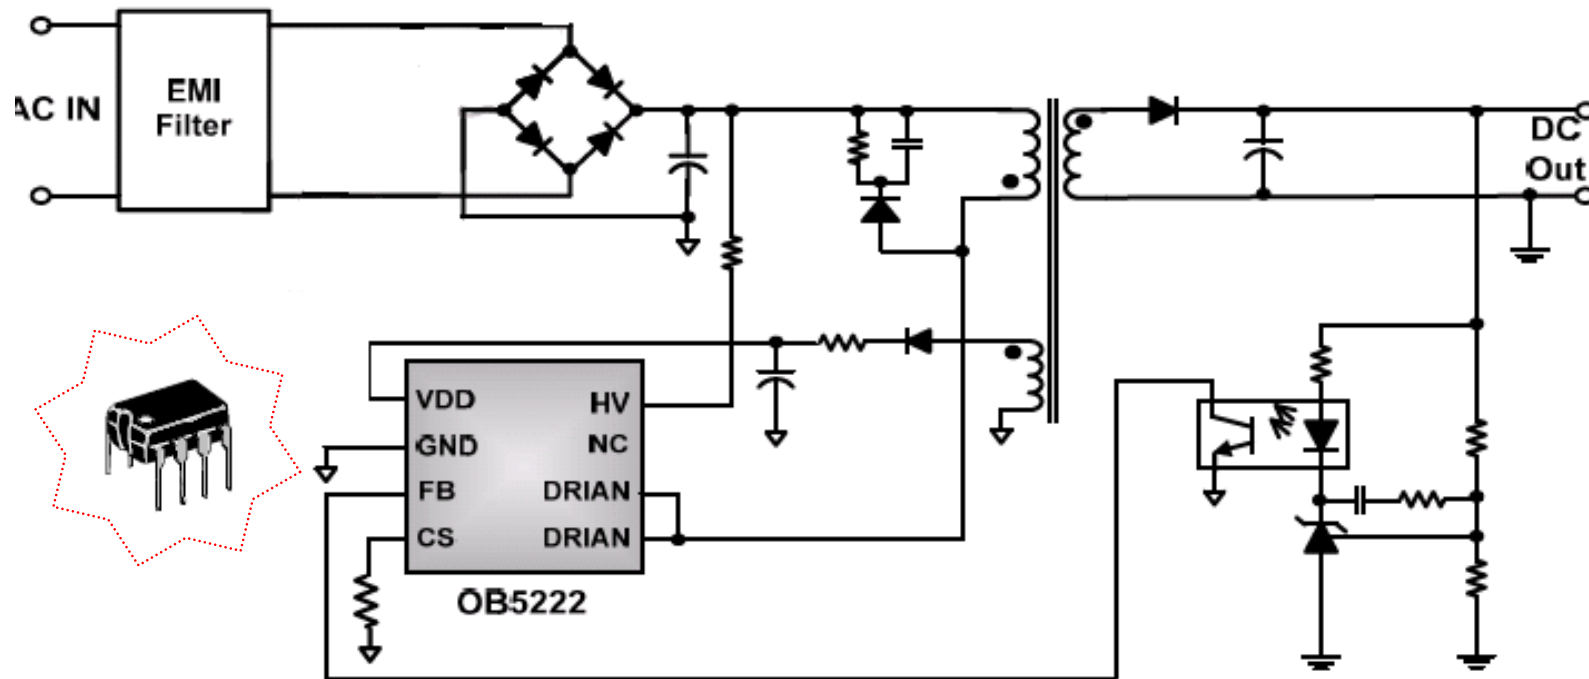 AC IN
EMI
Filter
DC
Out
VDD
HV
GND
NC
FB
DRIAN
CS
DRIAN
OB5222